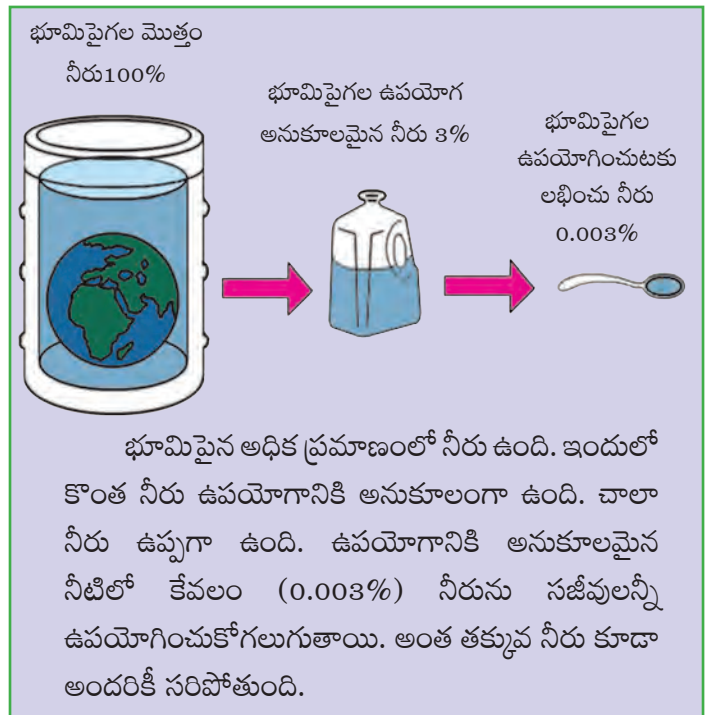 భూమిపైగల మొత్తం
నీరు100%
భూమిపైగల ఉపయోగ
అనుకూలమైన నీరు 3%
భూమిపైగల
ఉపయోగించుటకు
లభించు నీరు
0.003%
భూమిపైన అధిక ప్రమాణంలో నీరు ఉంది. ఇందులో
కొంత నీరు ఉపయోగానికి అనుకూలంగా ఉంది. చాలా
నీరు ఉప్పగా ఉంది. ఉపయోగానికి అనుకూలమైన
నీటిలో కేవలం (0.003%) నీరును సజీవులన్నీ
ఉపయోగించుకోగలుగుతాయి. అంత తక్కువ నీరు కూడా
అందరికీ సరిపోతుంది.